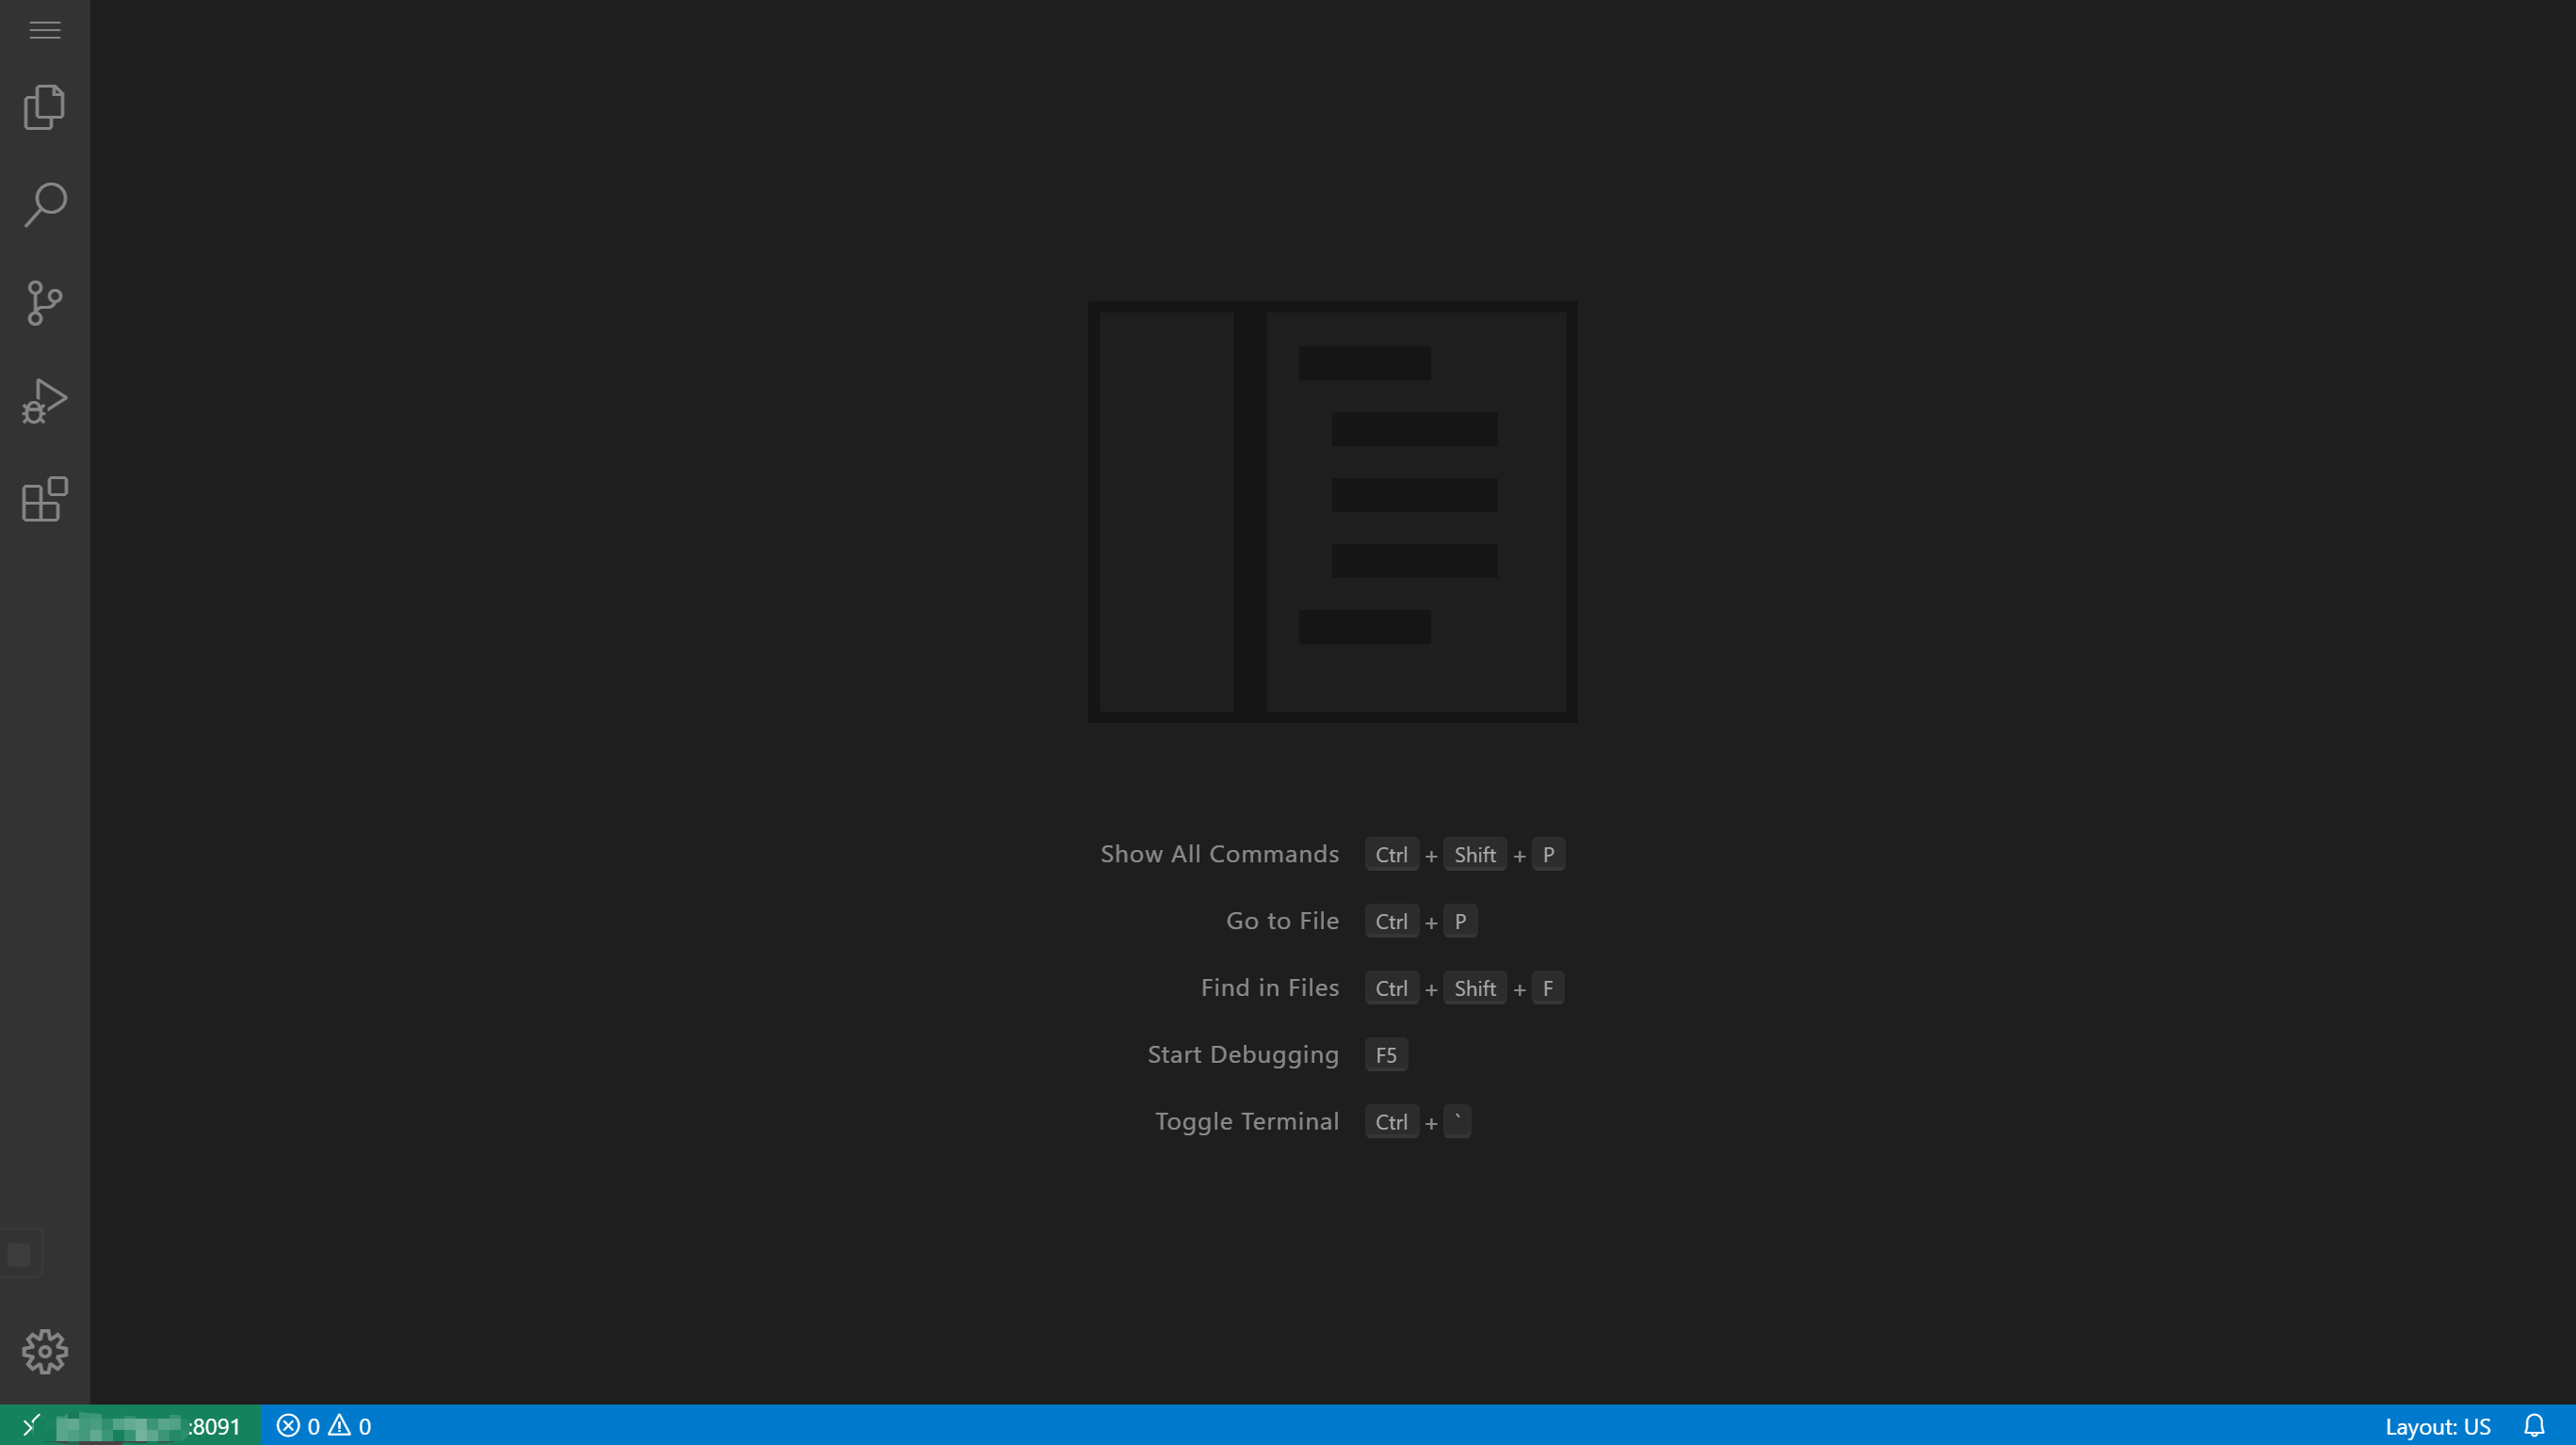 Show All Commands Ctrl + Shift + P
Go to File Ctrl + P
Find in Files Ctrl + Shift + F
Start Debugging F5
Toggle Terminal Ctrl + `
:8091 0 0 Layout: US